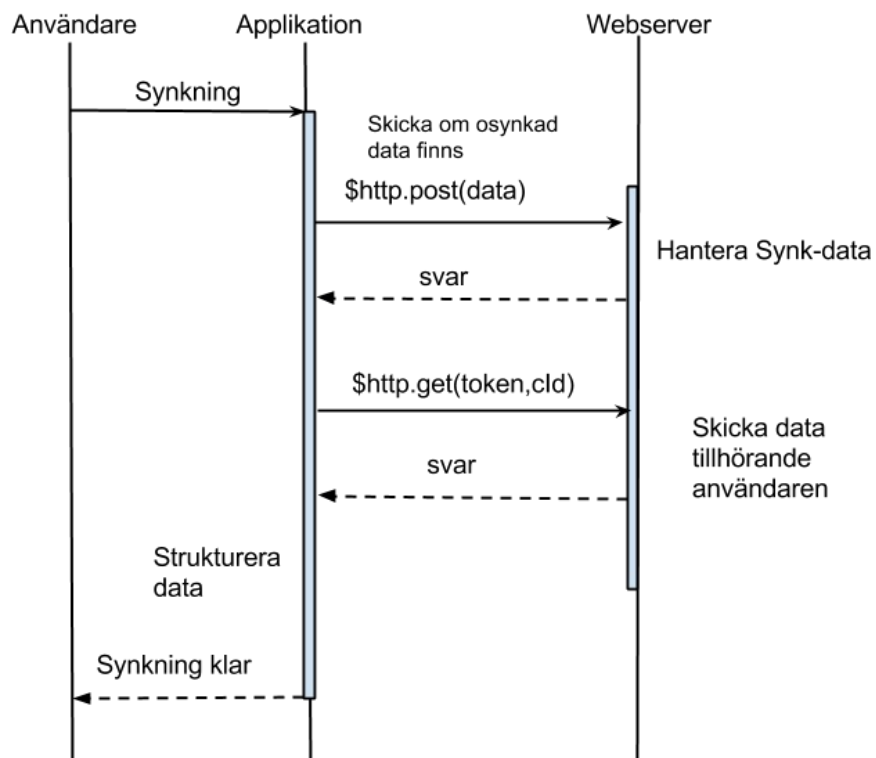 Användare
Applikation
Webserver
Synkning
Skicka om osynkad
data finns
$http.post(data)
Hantera Synk-data
svar
$http.get(token,cId)
Skicka data
tillhörande
användaren
svar
Strukturera
data
Synkning klar